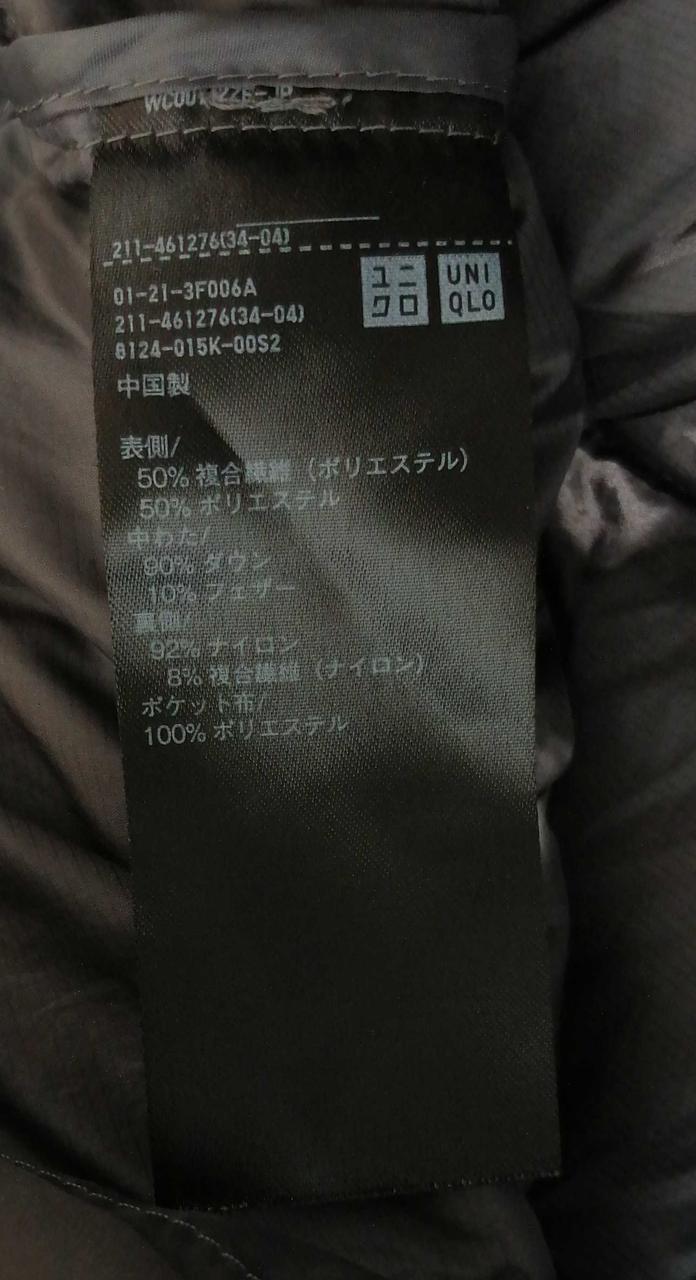 211-461276(34-04)
ユニクロ
UNIQLO
01-21-3F006A
211-461276(34-04)
8124-015K-00S2
中国製
表側/
50% 複合繊維 (ポリエステル)
50% ポリエステル
中わた/
90% ダウン
10% フェザー
裏側/
92% ナイロン
8% 複合繊維 (ナイロン)
ポケット布/
100% ポリエステル